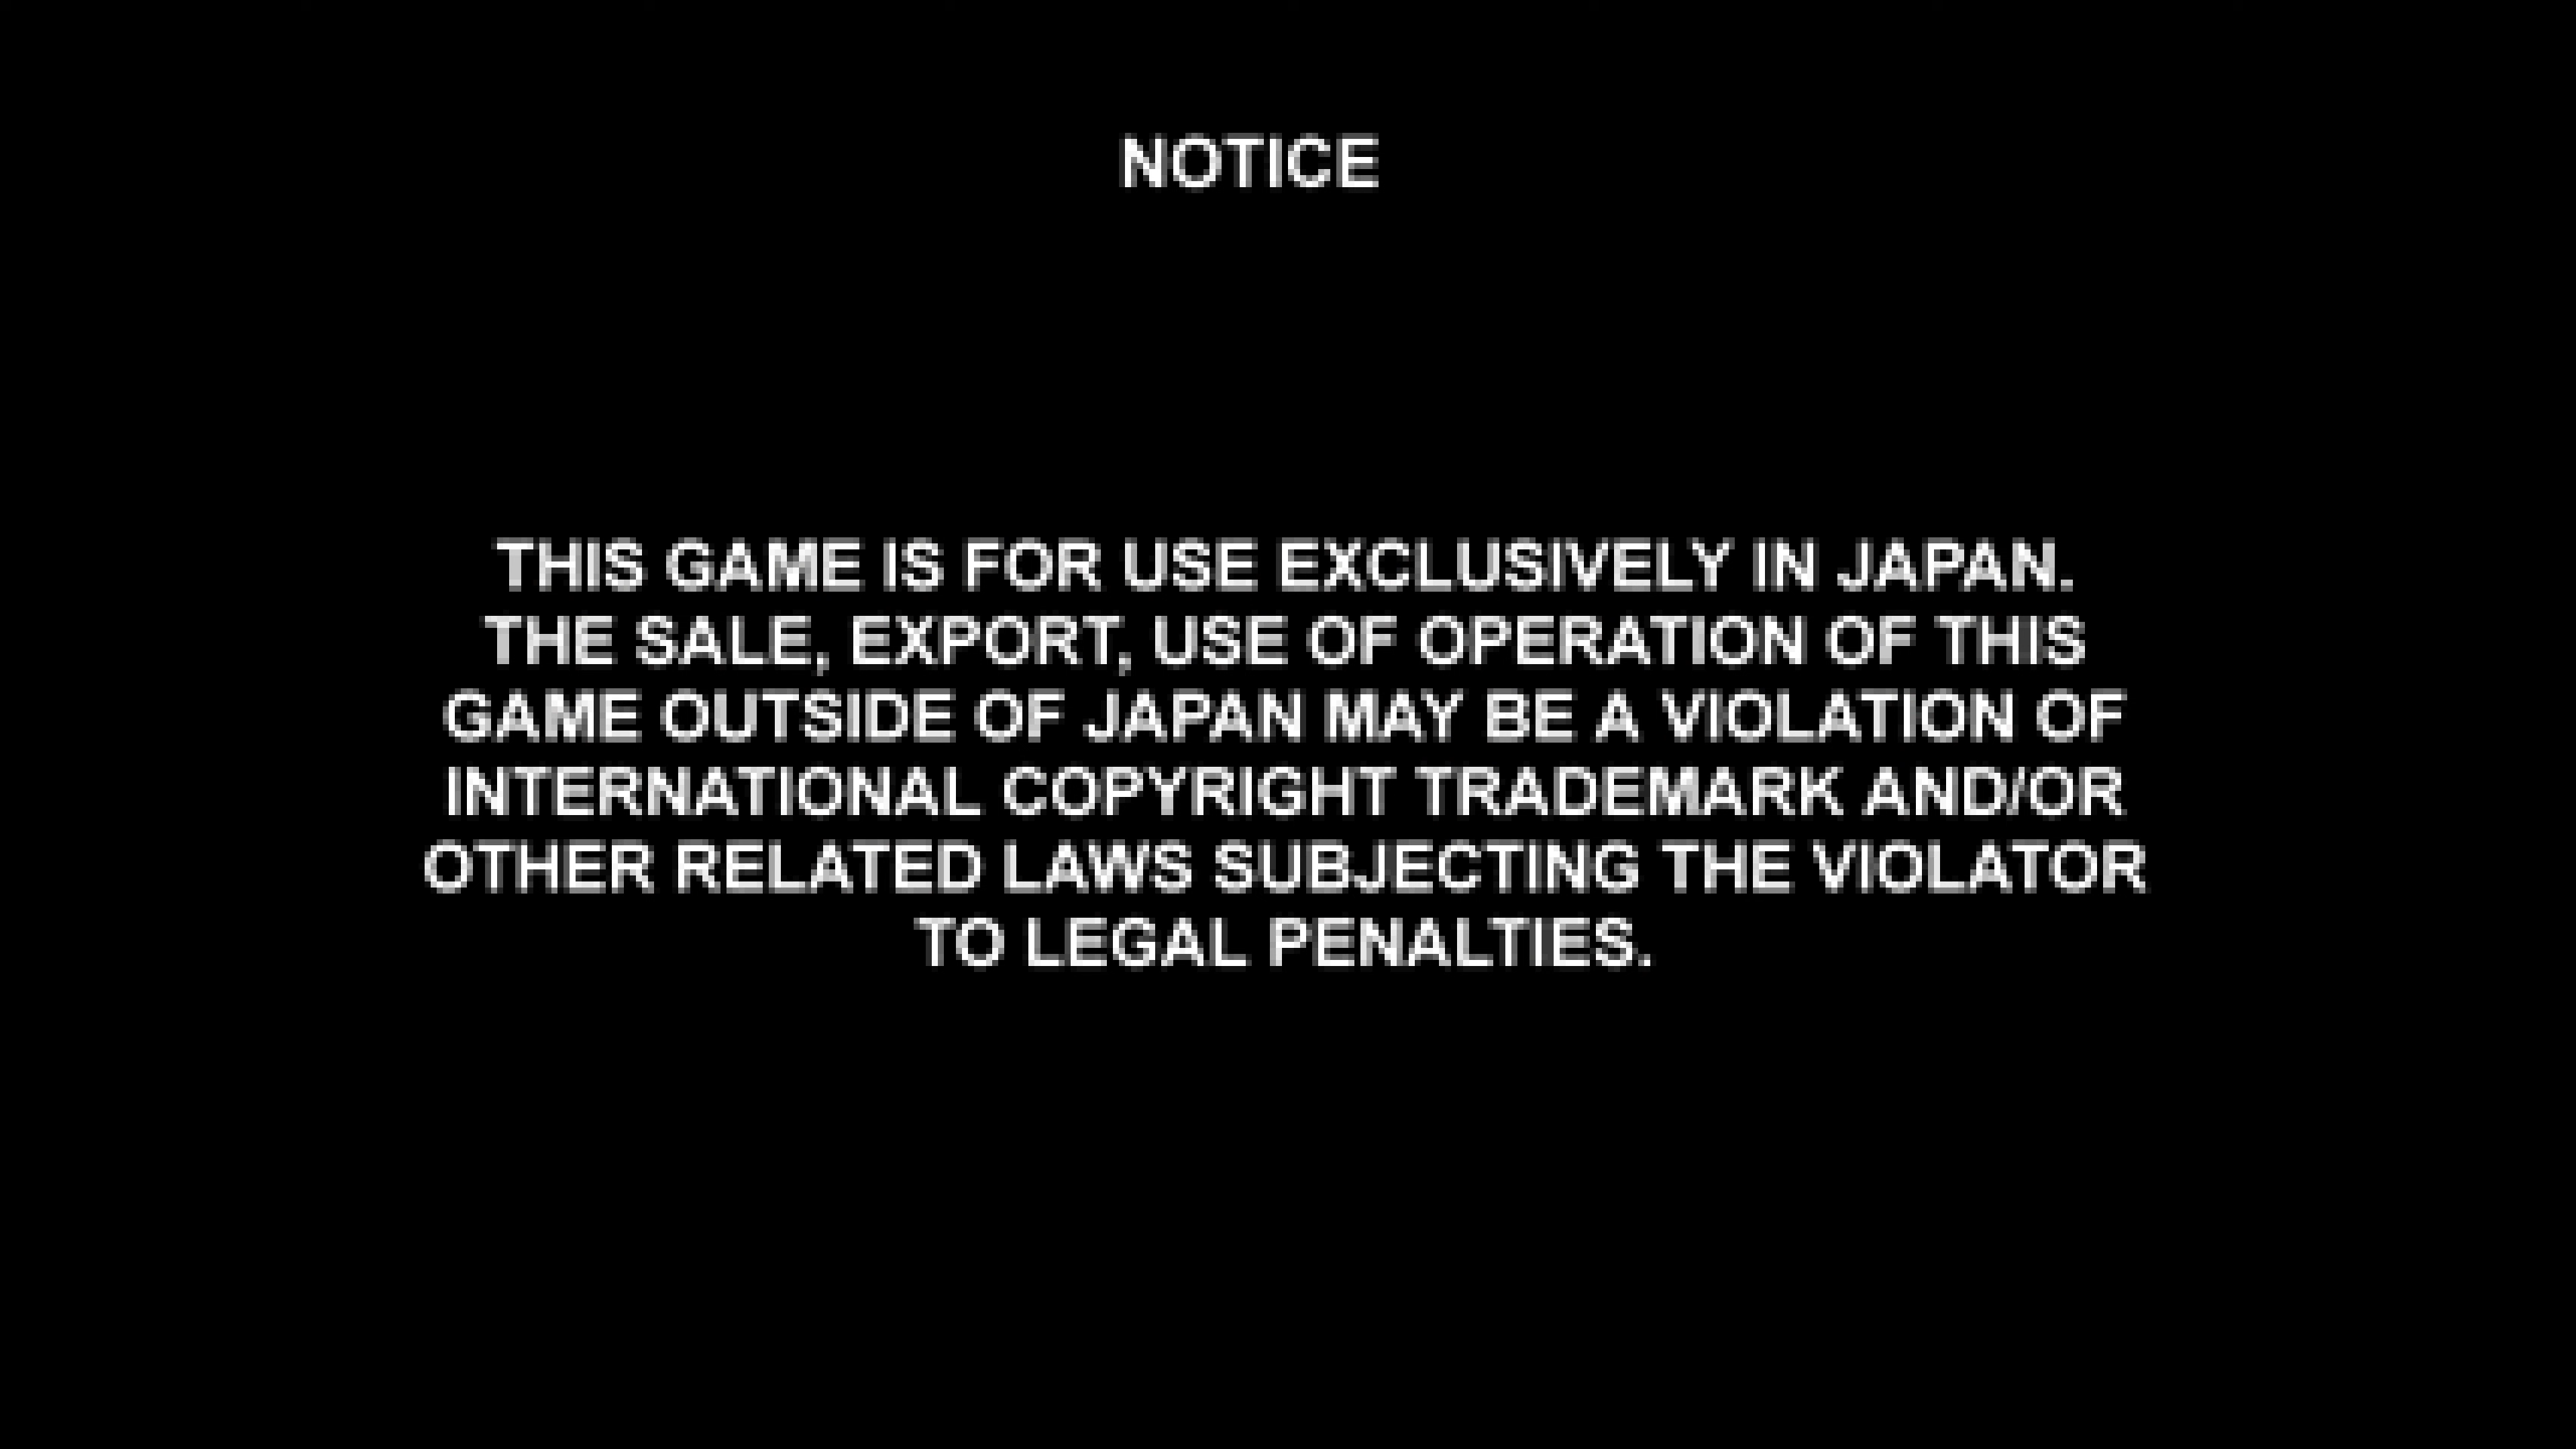 NOTICE
THIS GAME IS FOR USE EXCLUSIVELY IN JAPAN.
THE SALE, EXPORT, USE OF OPERATION OF THIS
GAME OUTSIDE OF JAPAN MAY BE A VIOLATION OF
INTERNATIONAL COPYRIGHT TRADEMARK AND/OR
OTHER RELATED LAWS SUBJECTING THE VIOLATOR
TO LEGAL PENALTIES.